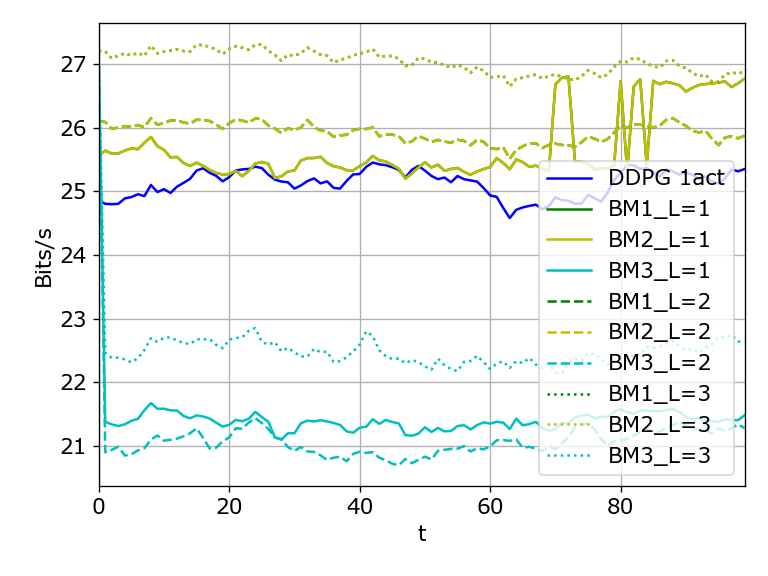 27
26
25
24
23
22
21
Bits/s
0
20
40
60
80
t
DDPG 1act
BM1_L=1
BM2_L=1
BM3_L=1
BM1_L=2
BM2_L=2
BM3_L=2
BM1_L=3
BM2_L=3
BM3_L=3